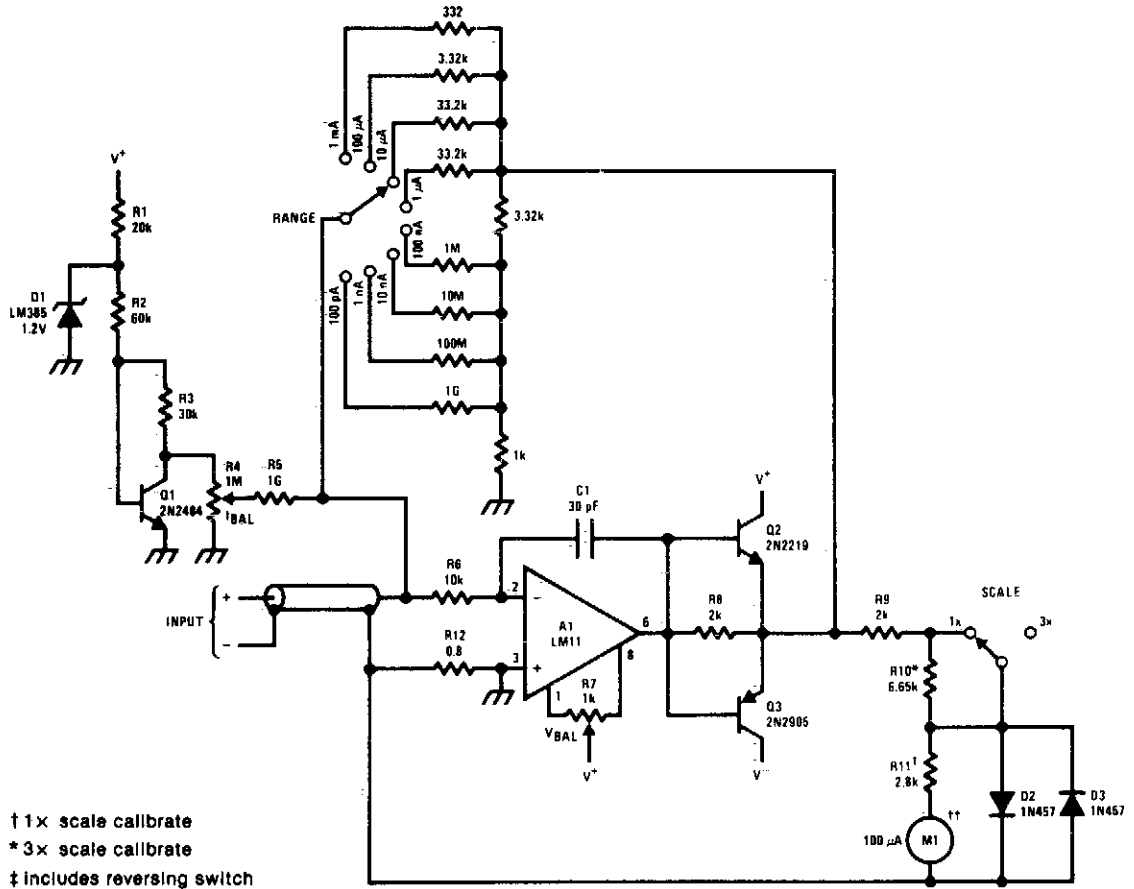 332
3.32k
33.2k
33.2k
1 mA
100 µA
10 µA
1 µA
RANGE
3.32k
100 nA
10 nA
1 nA
100 pA
1M
10M
100M
1G
1k
V+
R1
20k
D1
LM385
1.2V
R2
60k
R3
30k
Q1
2N2484
R4
1M
IBAL
R5
1G
INPUT
+
−
R6
10k
R12
0.8
C1
30 pF
2
−
3
+
A1
LM11
6
8
1
R7
1k
VBAL
V+
R8
2k
V+
Q2
2N2219
Q3
2N2905
V−
R9
2k
SCALE
1x
3x
R10*
6.65k
R11†
2.8k
D2
1N457
D3
1N457
††
100 µA
M1
† 1× scale calibrate
* 3× scale calibrate
‡ includes reversing switch